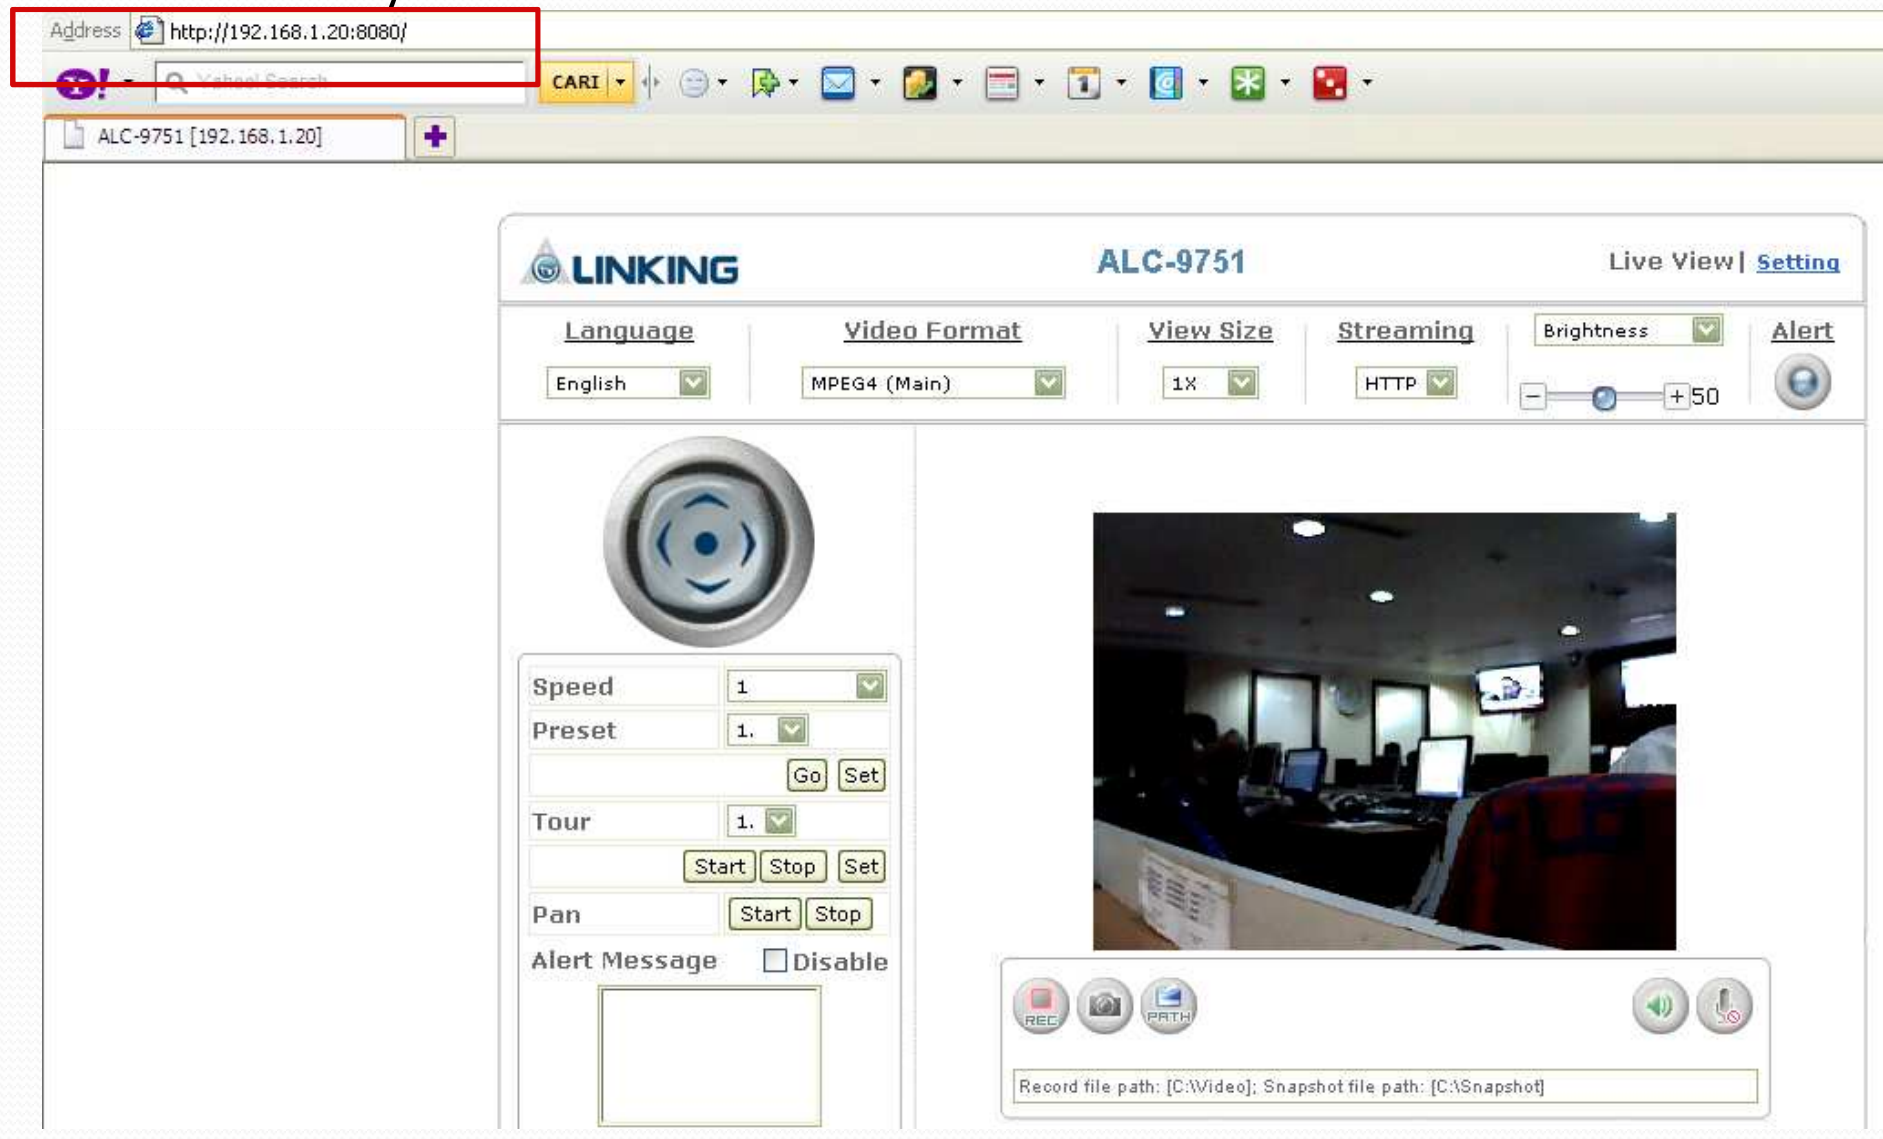 Address http://192.168.1.20:8080/
Yahoo! Search CARI
ALC-9751 [192.168.1.20]
LINKING ALC-9751 Live View| Setting
Language Video Format View Size Streaming Brightness Alert
English MPEG4 (Main) 1X HTTP − + 50
Speed 1
Preset 1.
Go Set
Tour 1.
Start Stop Set
Pan Start Stop
Alert Message Disable
REC PATH
Record file path: [C:\Video]; Snapshot file path: [C:\Snapshot]